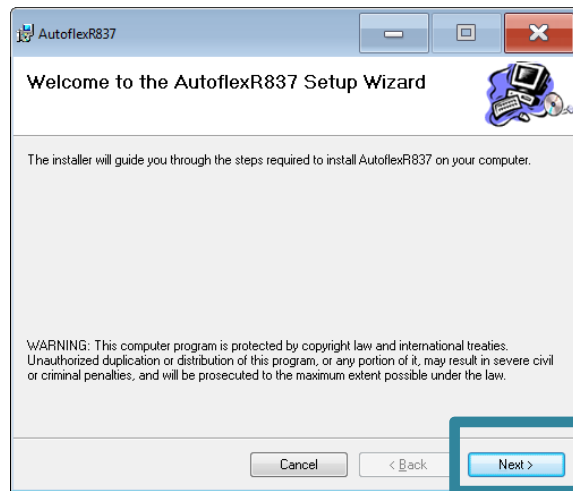 AutoflexR837
Welcome to the AutoflexR837 Setup Wizard
The installer will guide you through the steps required to install AutoflexR837 on your computer.
WARNING: This computer program is protected by copyright law and international treaties.
Unauthorized duplication or distribution of this program, or any portion of it, may result in severe civil
or criminal penalties, and will be prosecuted to the maximum extent possible under the law.
Cancel
< Back
Next >